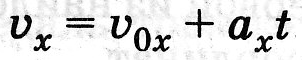 vₓ = v₀ₓ + aₓt